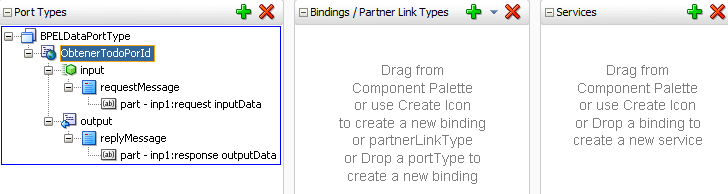 Port Types
BPELDataPortType
ObtenerTodoPorId
input
requestMessage
part - inp1:request inputData
output
replyMessage
part - inp1:response outputData
Bindings / Partner Link Types
Drag from
Component Palette
or use Create Icon
to create a new binding
or partnerLinkType
or Drop a portType to
create a new binding
Services
Drag from
Component Palette
or use Create Icon
or Drop a binding to
create a new service